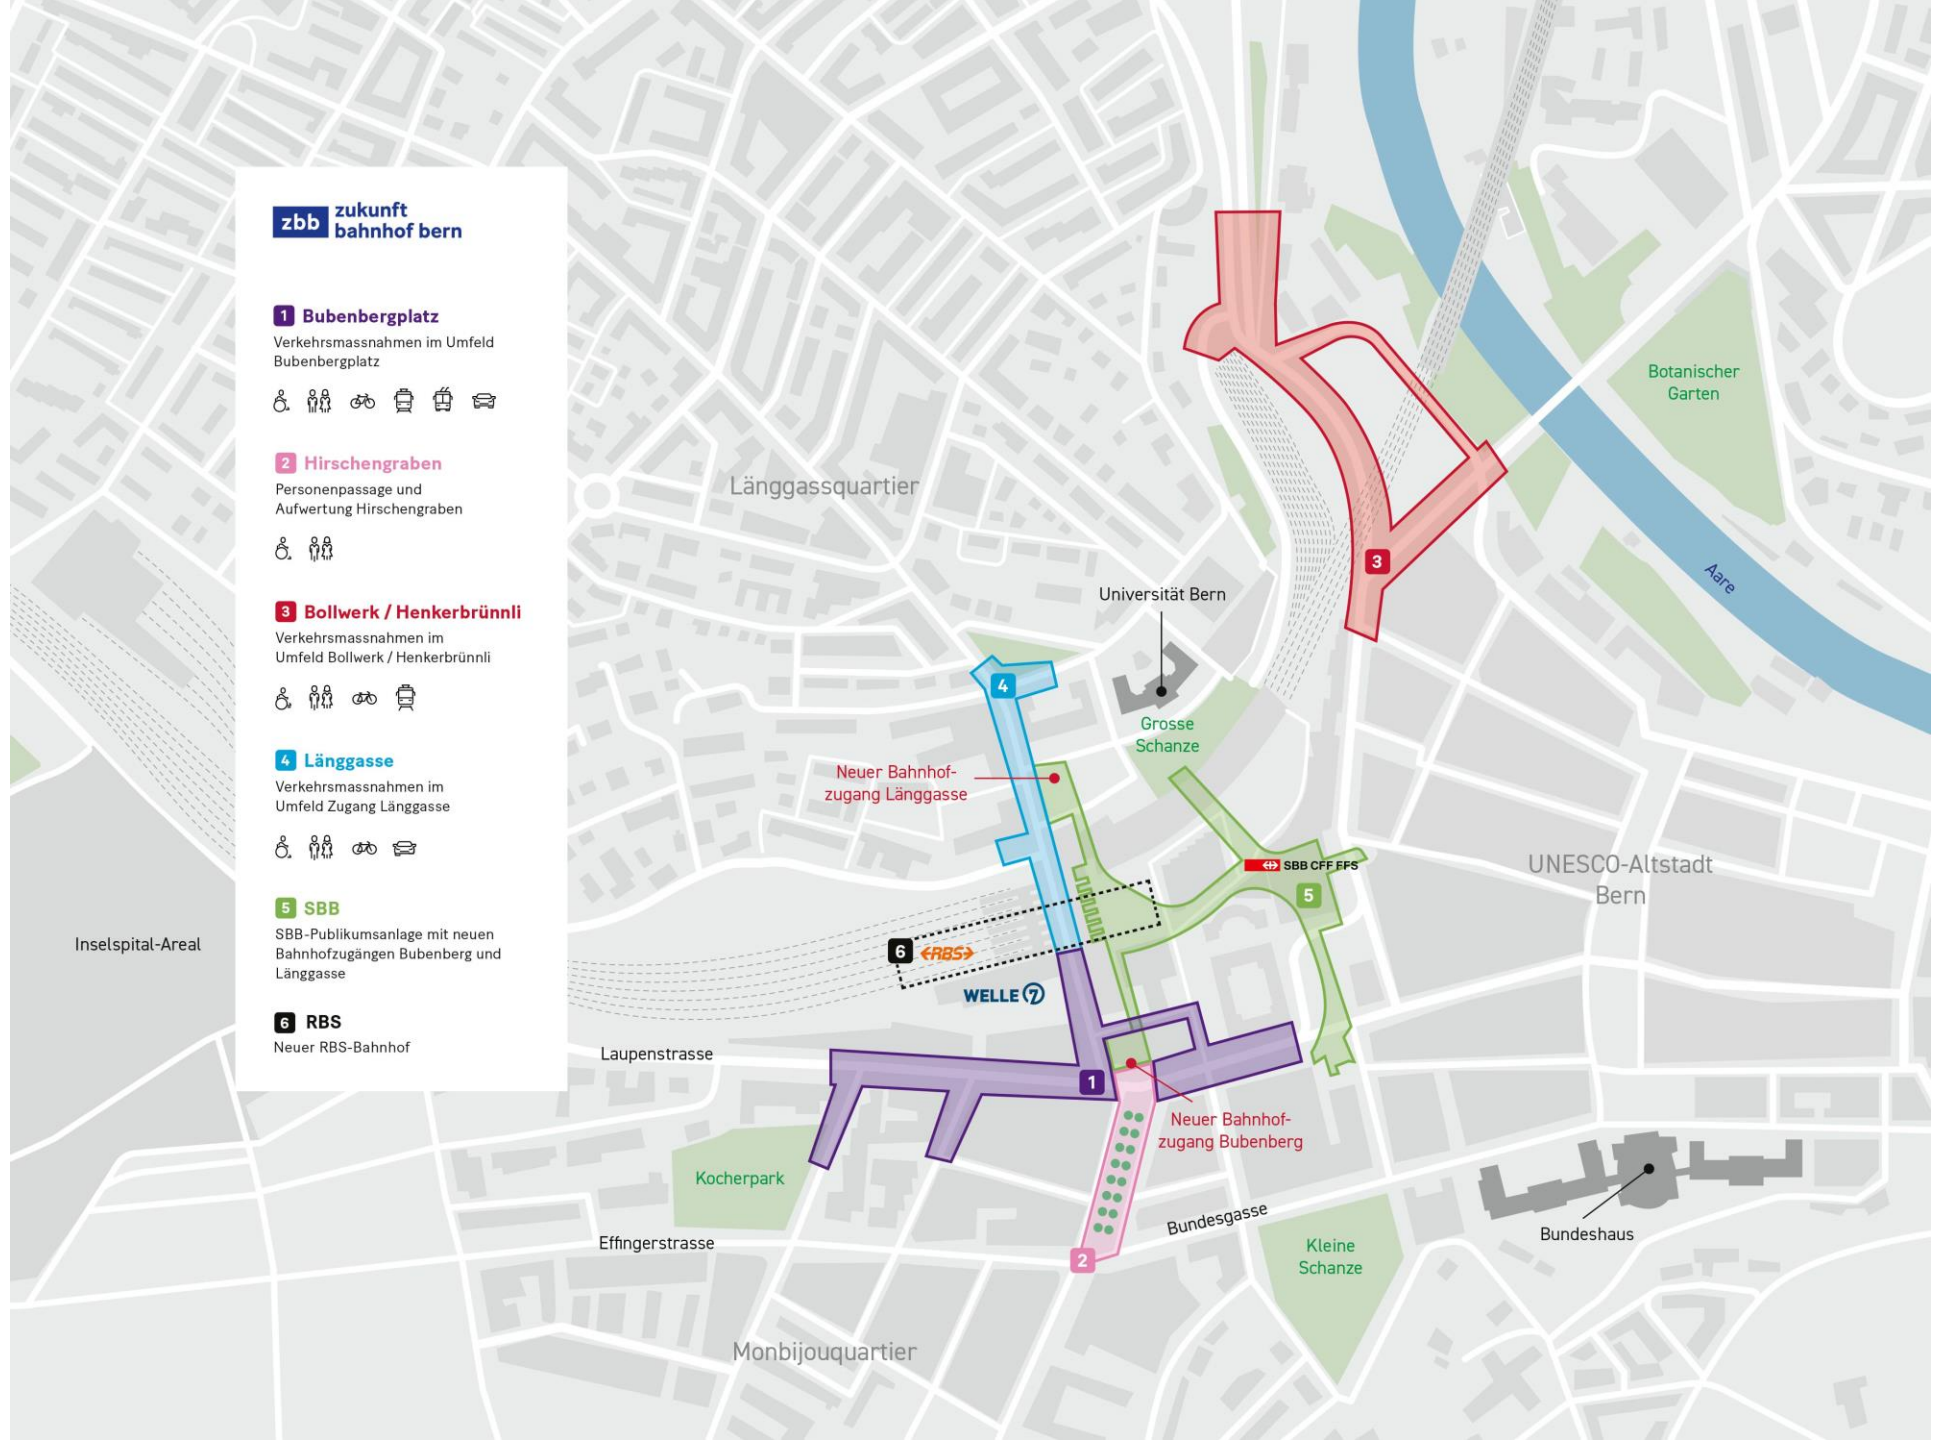 zbb zukunft
bahnhof bern
1 Bubenbergplatz
Verkehrsmassnahmen im Umfeld
Bubenbergplatz
2 Hirschengraben
Personenpassage und
Aufwertung Hirschengraben
3 Bollwerk / Henkerbrünnli
Verkehrsmassnahmen im
Umfeld Bollwerk / Henkerbrünnli
4 Länggasse
Verkehrsmassnahmen im
Umfeld Zugang Länggasse
5 SBB
SBB-Publikumsanlage mit neuen
Bahnhofzugängen Bubenberg und
Länggasse
6 RBS
Neuer RBS-Bahnhof
Botanischer
Garten
Länggassquartier
3
Aare
Universität Bern
4
Grosse
Schanze
Neuer Bahnhof-
zugang Länggasse
SBB CFF FFS
5
UNESCO-Altstadt
Bern
Inselspital-Areal
6 RBS
WELLE 7
Laupenstrasse
1
Neuer Bahnhof-
zugang Bubenberg
Kocherpark
Bundesgasse
Effingerstrasse
2
Kleine
Schanze
Bundeshaus
Monbijouquartier